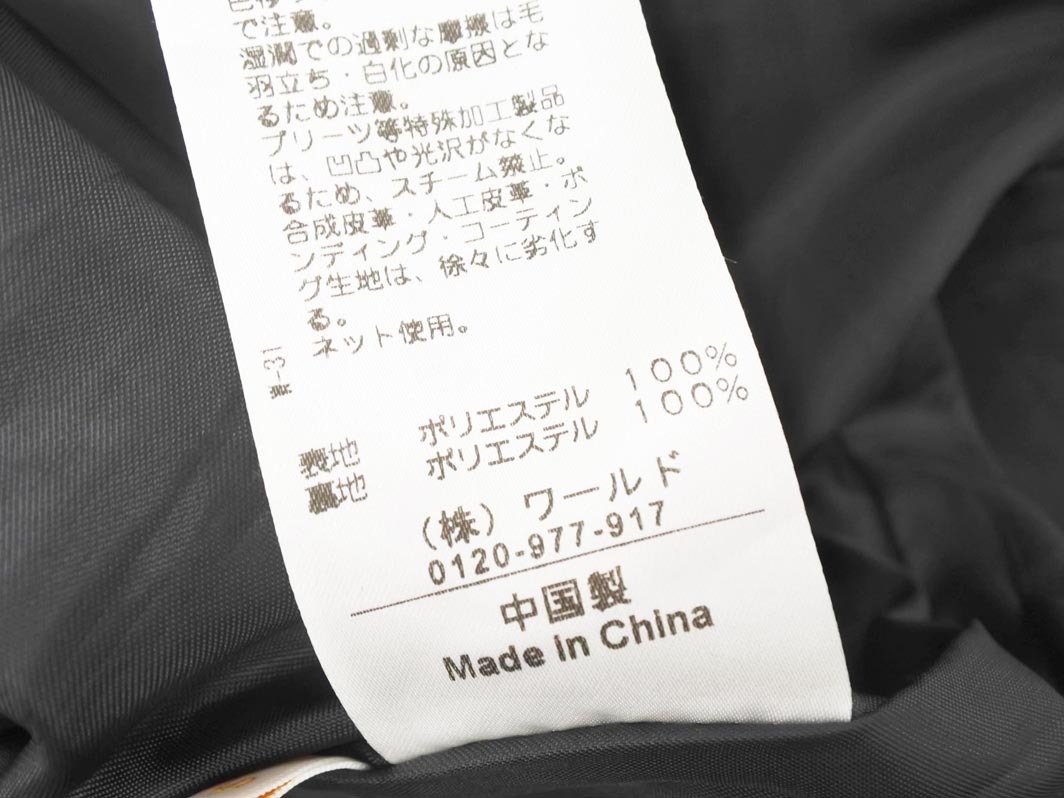 で注意。
湿潤での過剰な摩擦は毛
羽立ち・白化の原因とな
るため注意。
プリーツ等特殊加工製品
は、凹凸や光沢がなくな
るため、スチーム禁止。
合成皮革・人工皮革・ボ
ンディング・コーティン
グ生地は、徐々に劣化す
る。
ネット使用。
-31
表地 ポリエステル 100%
裏地 ポリエステル 100%
(株) ワールド
0120-977-917
中国製
Made in China